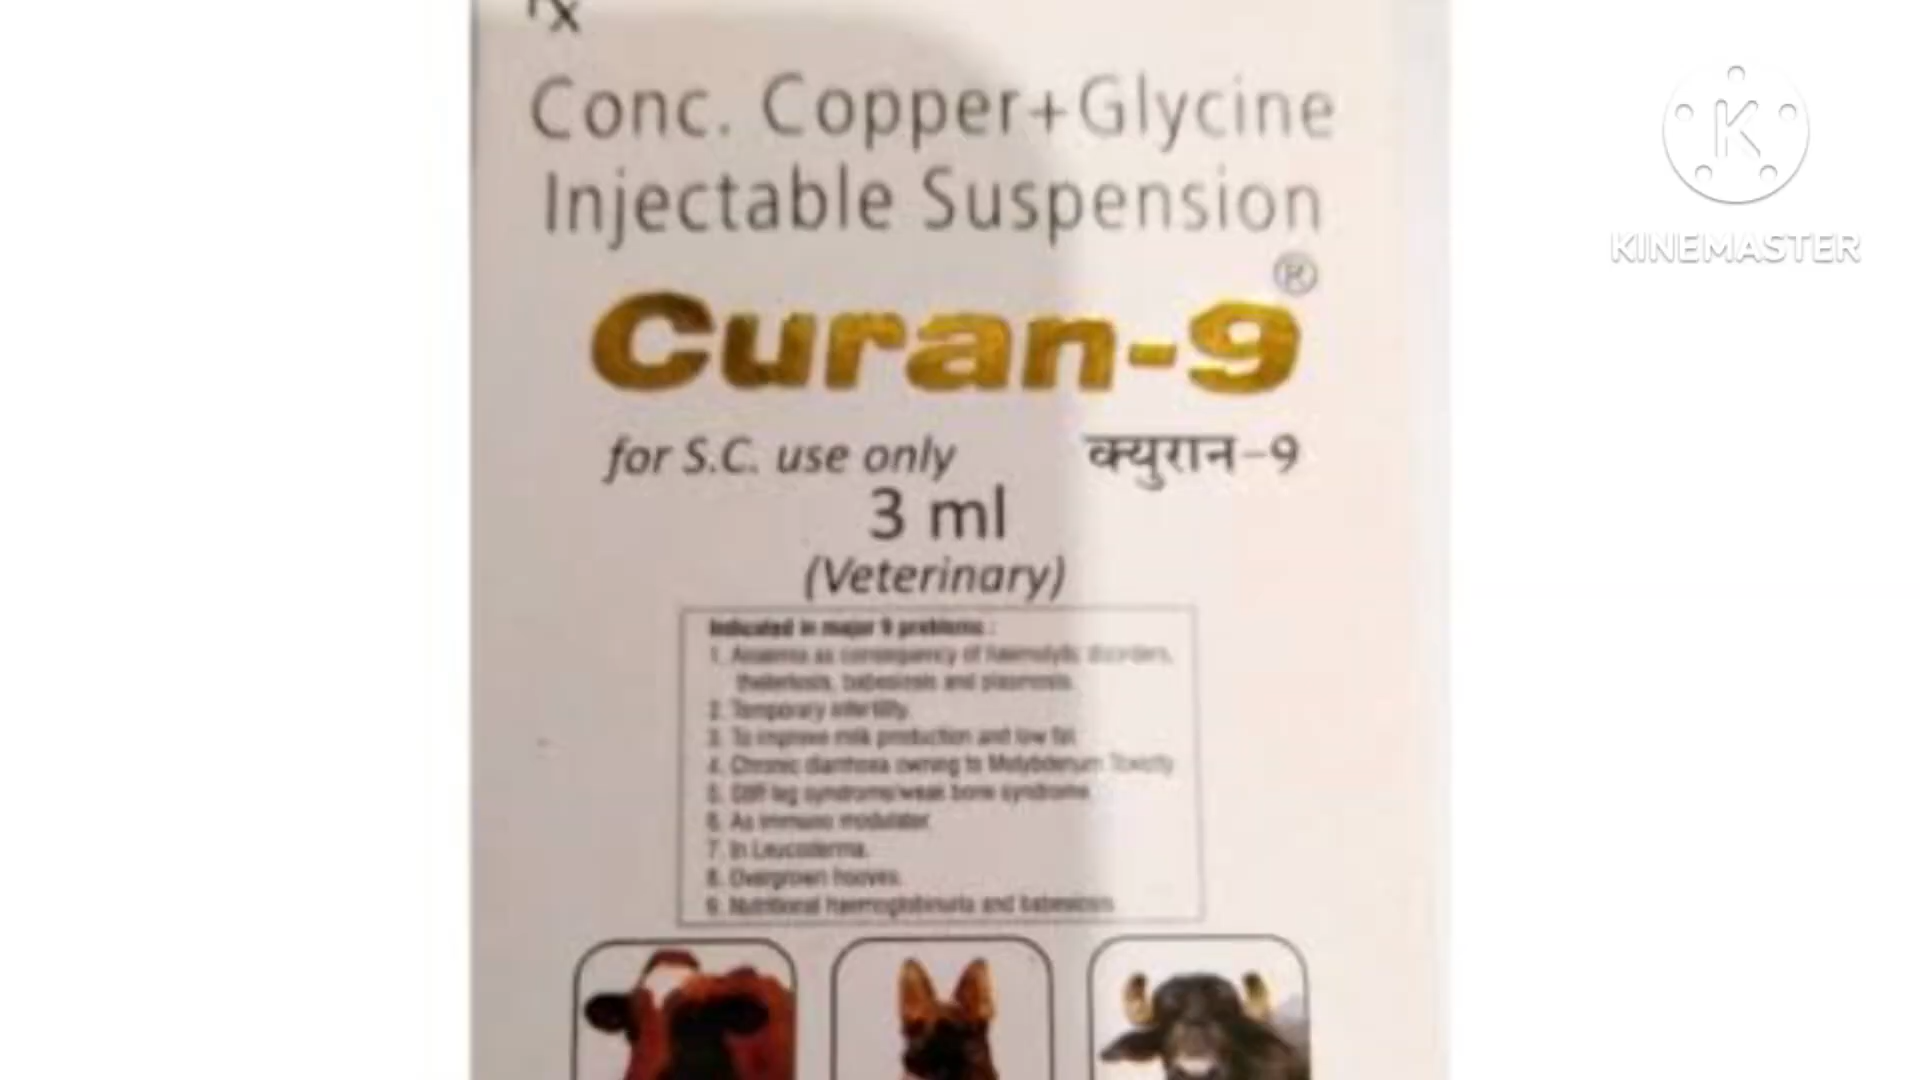 Rx
Conc. Copper+Glycine
Injectable Suspension
®
Curan-9
for S.C. use only
क्युरान-9
3 ml
(Veterinary)
Indicated in major 9 problems :
1. Anaemia as consequency of haemolytic disorders,
theileriosis, babesiosis and
2. Temporary infertility.
3. To improve milk production and low fat.
4. Chronic diarrhoea owning to Molybdenum Toxicity
5. Stiff leg syndrome/weak bone syndrome
6. As immuno modulator.
7. In Leucoderma.
8. Overgrown hooves.
9. Nutritional haemoglobinuria and babesiosis
K
KINEMASTER